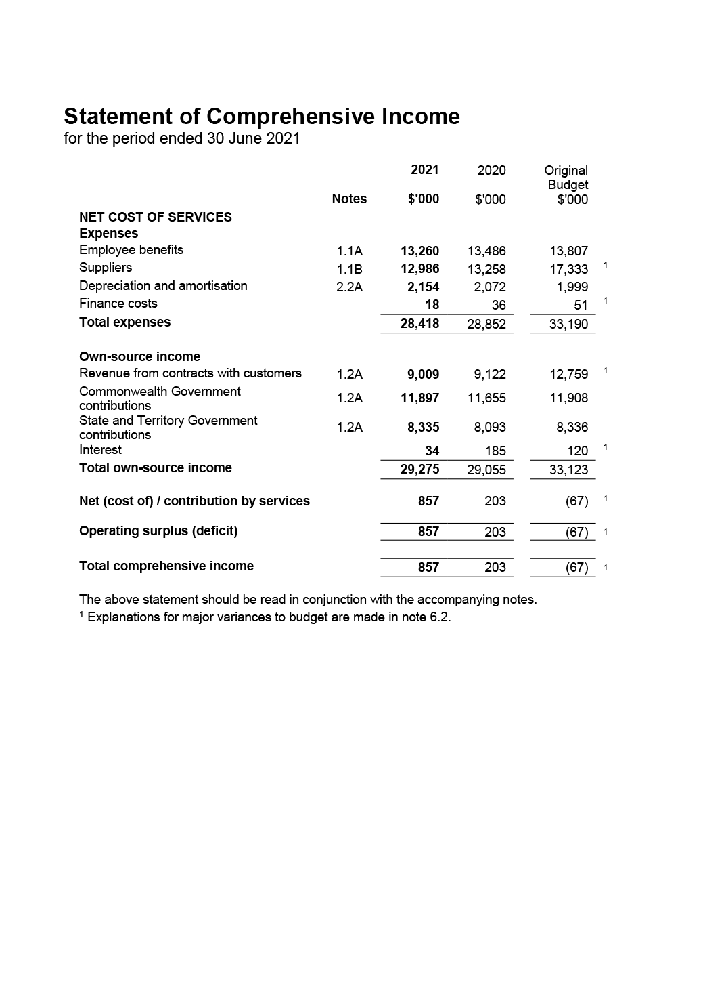 Statement of Comprehensive Income
for the period ended 30 June 2021
2021 2020 Original
Budget
Notes $'000 $'000 $'000
NET COST OF SERVICES
Expenses
Employee benefits 1.1A 13,260 13,486 13,807
Suppliers 1.1B 12,986 13,258 17,333 1
Depreciation and amortisation 2.2A 2,154 2,072 1,999
Finance costs 18 36 51 1
Total expenses 28,418 28,852 33,190
Own-source income
Revenue from contracts with customers 1.2A 9,009 9,122 12,759 1
Commonwealth Government
contributions 1.2A 11,897 11,655 11,908
State and Territory Government
contributions 1.2A 8,335 8,093 8,336
Interest 34 185 120 1
Total own-source income 29,275 29,055 33,123
Net (cost of) / contribution by services 857 203 (67) 1
Operating surplus (deficit) 857 203 (67) 1
Total comprehensive income 857 203 (67) 1
The above statement should be read in conjunction with the accompanying notes.
1 Explanations for major variances to budget are made in note 6.2.